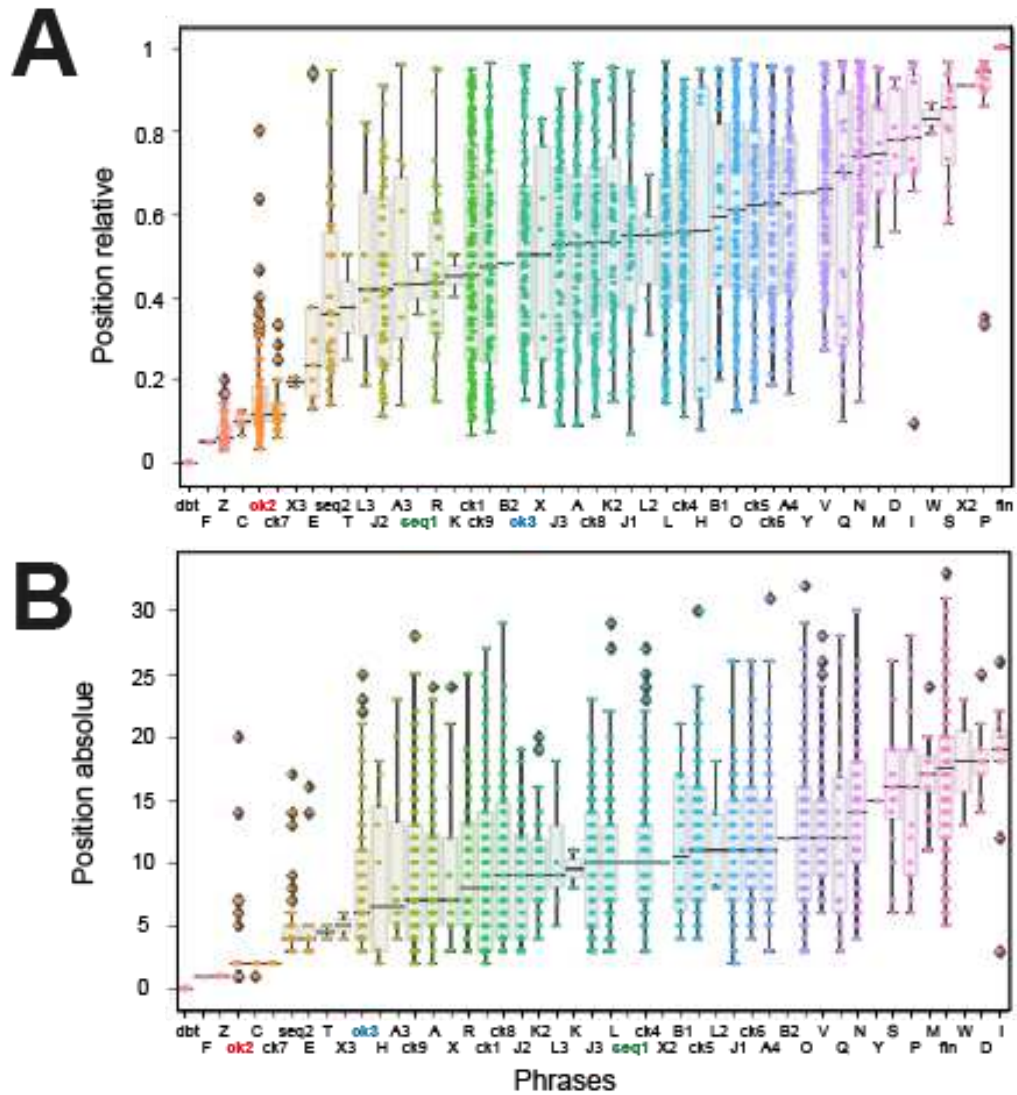 A
Position relative
1
0.8
0.6
0.4
0.2
0
dbt Z ok2 X3 seq2 L3 A3 R ck1 B2 X A K2 L2 ck4 B1 ck5 A4 V N D W X2 fin
F C ck7 E T J2 seq1 K ck9 ok3 J3 ck8 J1 L H O ck6 Y Q M I S P
B
Position absolue
30
25
20
15
10
5
0
dbt Z C seq2 T ok3 A3 A R ck8 K2 K L ck4 B1 L2 ck6 B2 V N S M W I
F ok2 ck7 E X3 H ck9 X ck1 J2 L3 J3 seq1 X2 ck5 J1 A4 O Q Y P fin D
Phrases